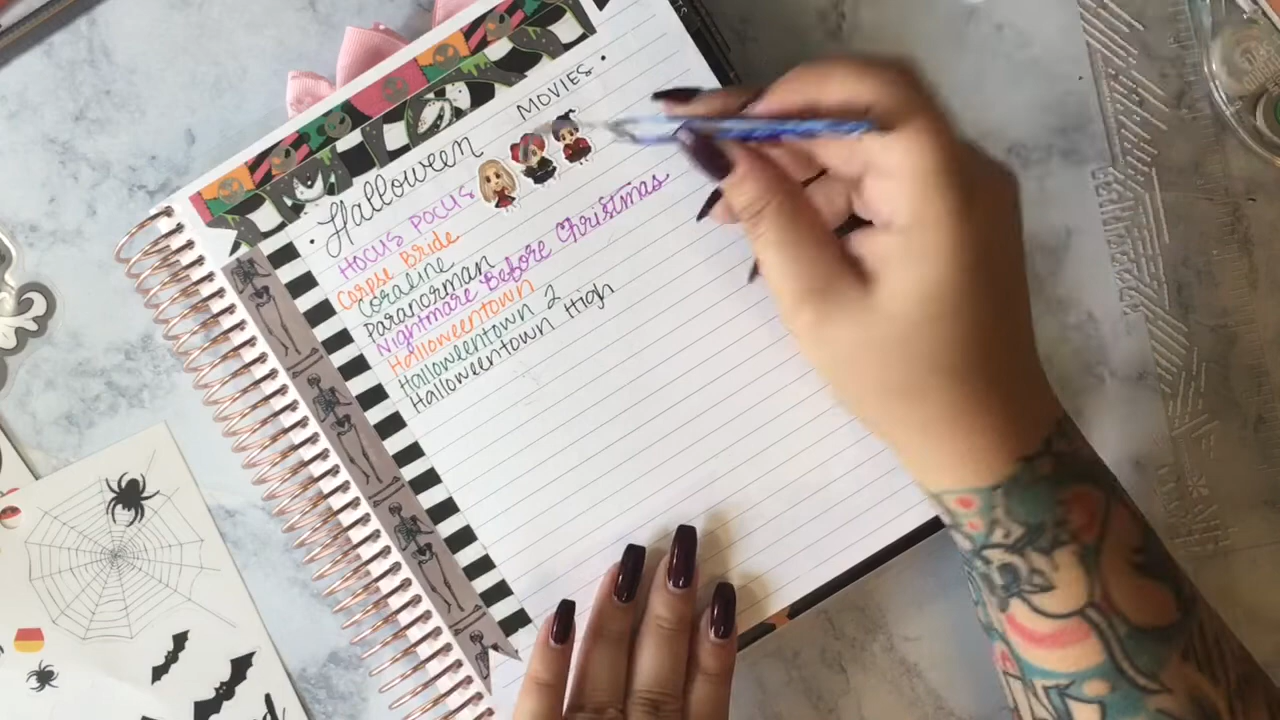 Halloween MOVIES
HOCUS POCUS
Corpse Bride
Coraline
Paranorman
Nightmare Before Christmas
Halloweentown
Halloweentown 2
Halloweentown High